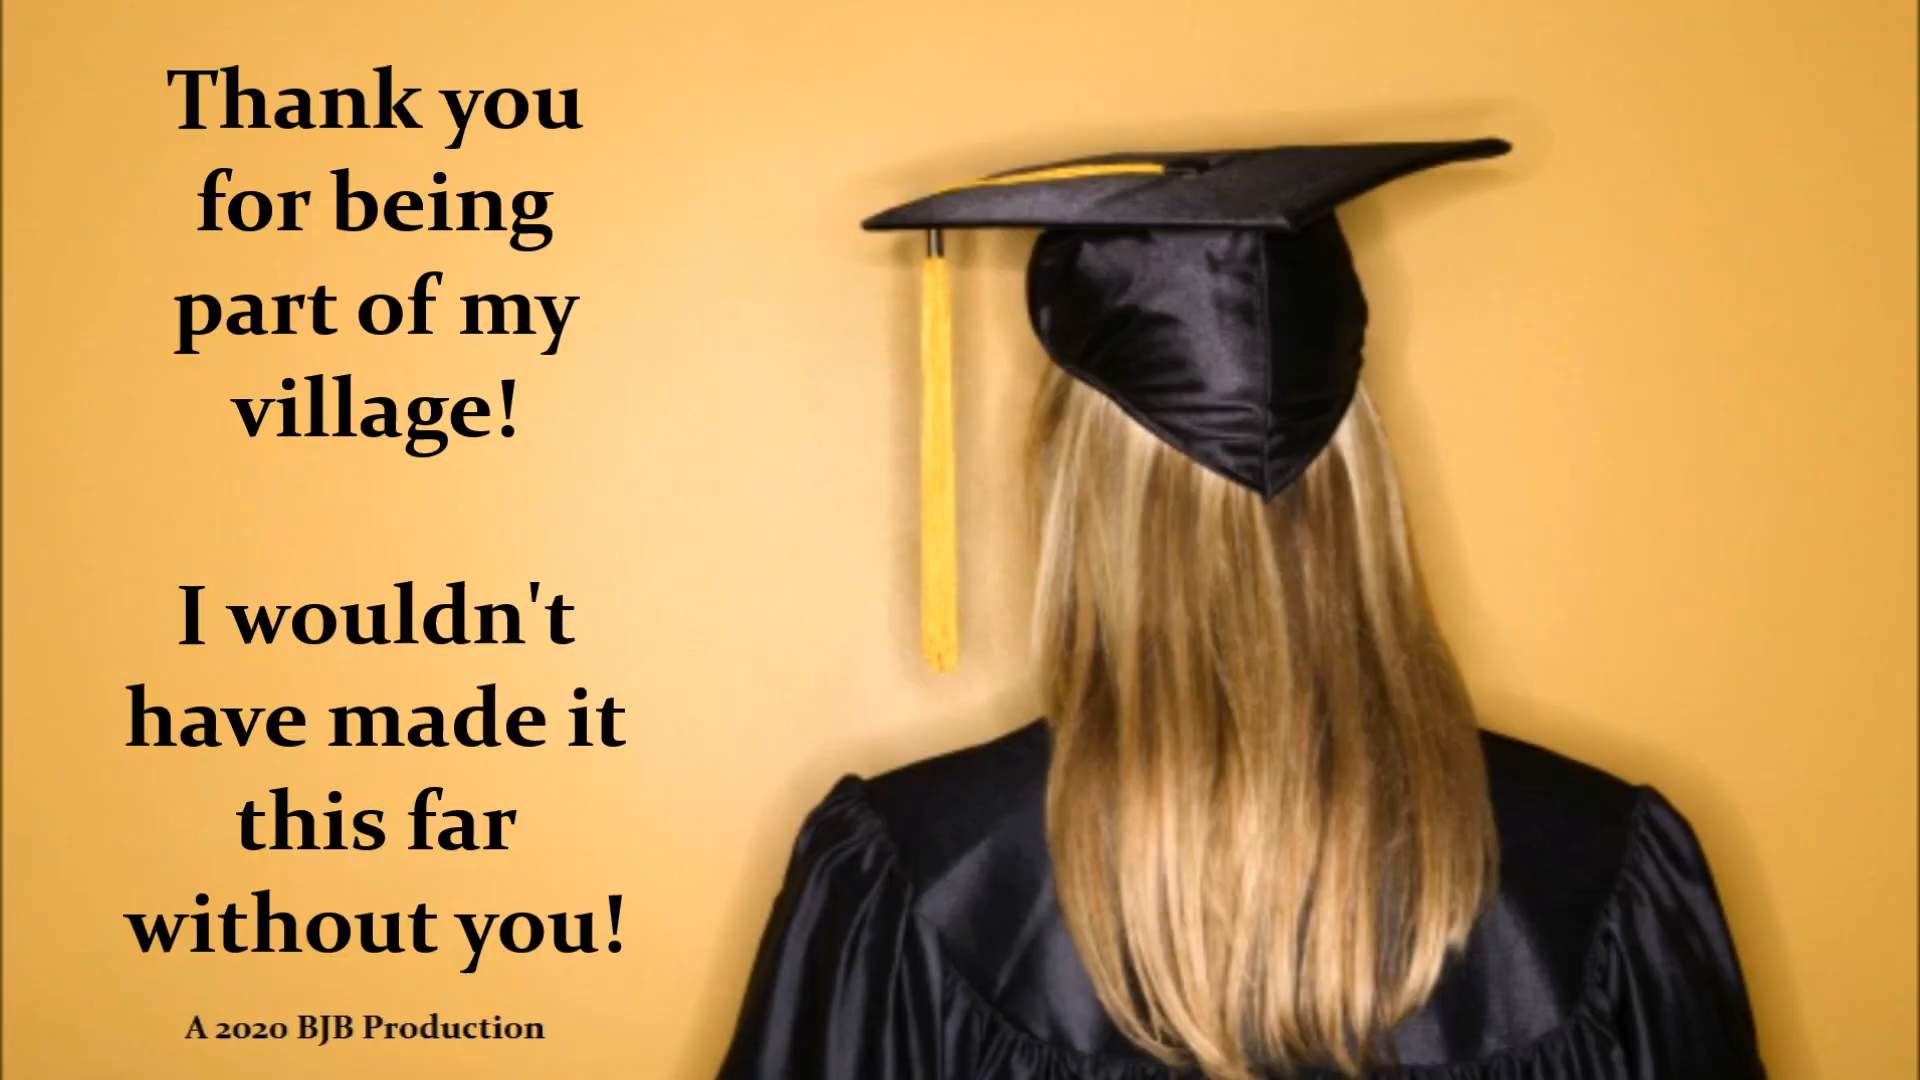 Thank you
for being
part of my
village!
I wouldn't
have made it
this far
without you!
A 2020 BJB Production